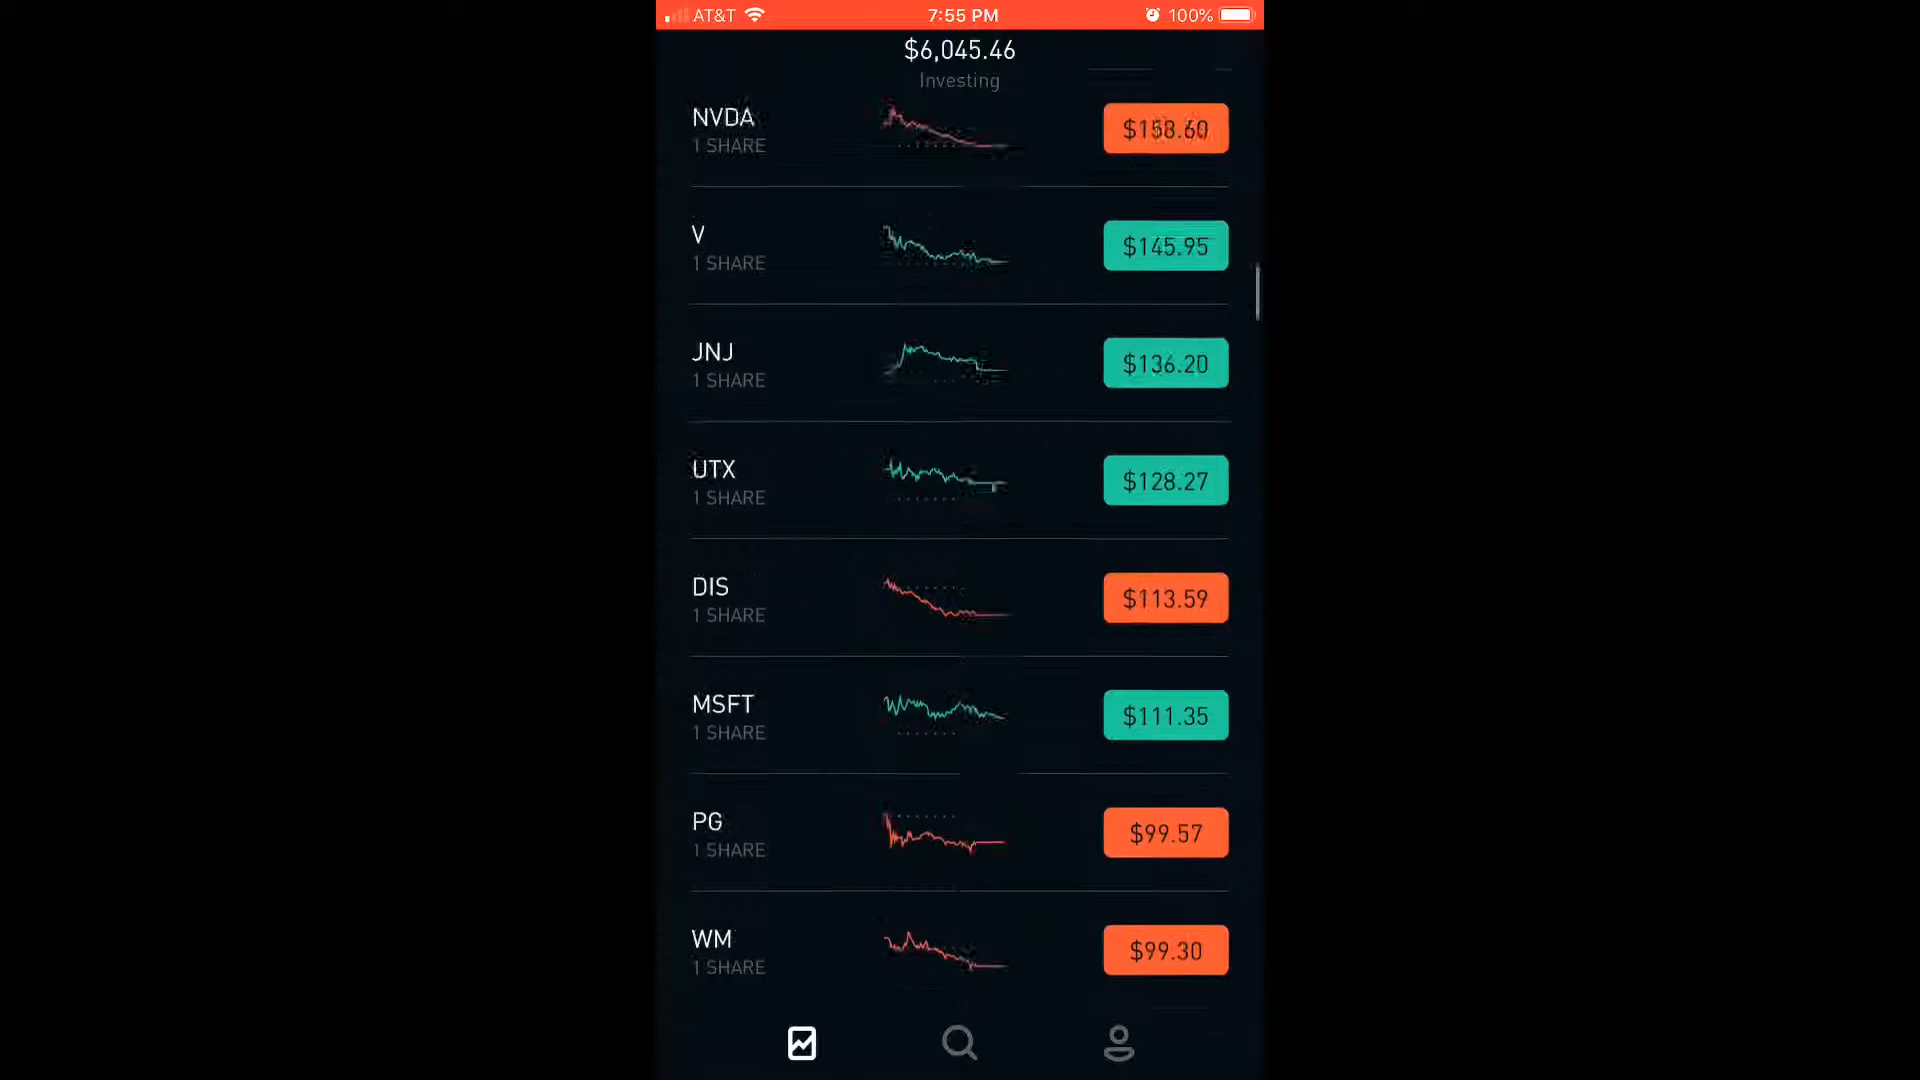 AT&T 7:55 PM 100%
$6,045.46
Investing
NVDA
1 SHARE
$158.60
V
1 SHARE
$145.95
JNJ
1 SHARE
$136.20
UTX
1 SHARE
$128.27
DIS
1 SHARE
$113.59
MSFT
1 SHARE
$111.35
PG
1 SHARE
$99.57
WM
1 SHARE
$99.30